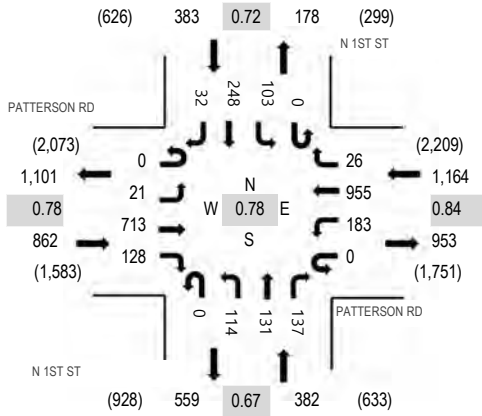 (626) 383 0.72 178 (299)
N 1ST ST
32 248 103 0
PATTERSON RD
(2,073) (2,209)
0 26
1,101 1,164
21 955
N
0.78 W 0.78 E 0.84
S
713 183
862 953
128 0
(1,583) (1,751)
0 114 131 137
PATTERSON RD
N 1ST ST
(928) 559 0.67 382 (633)